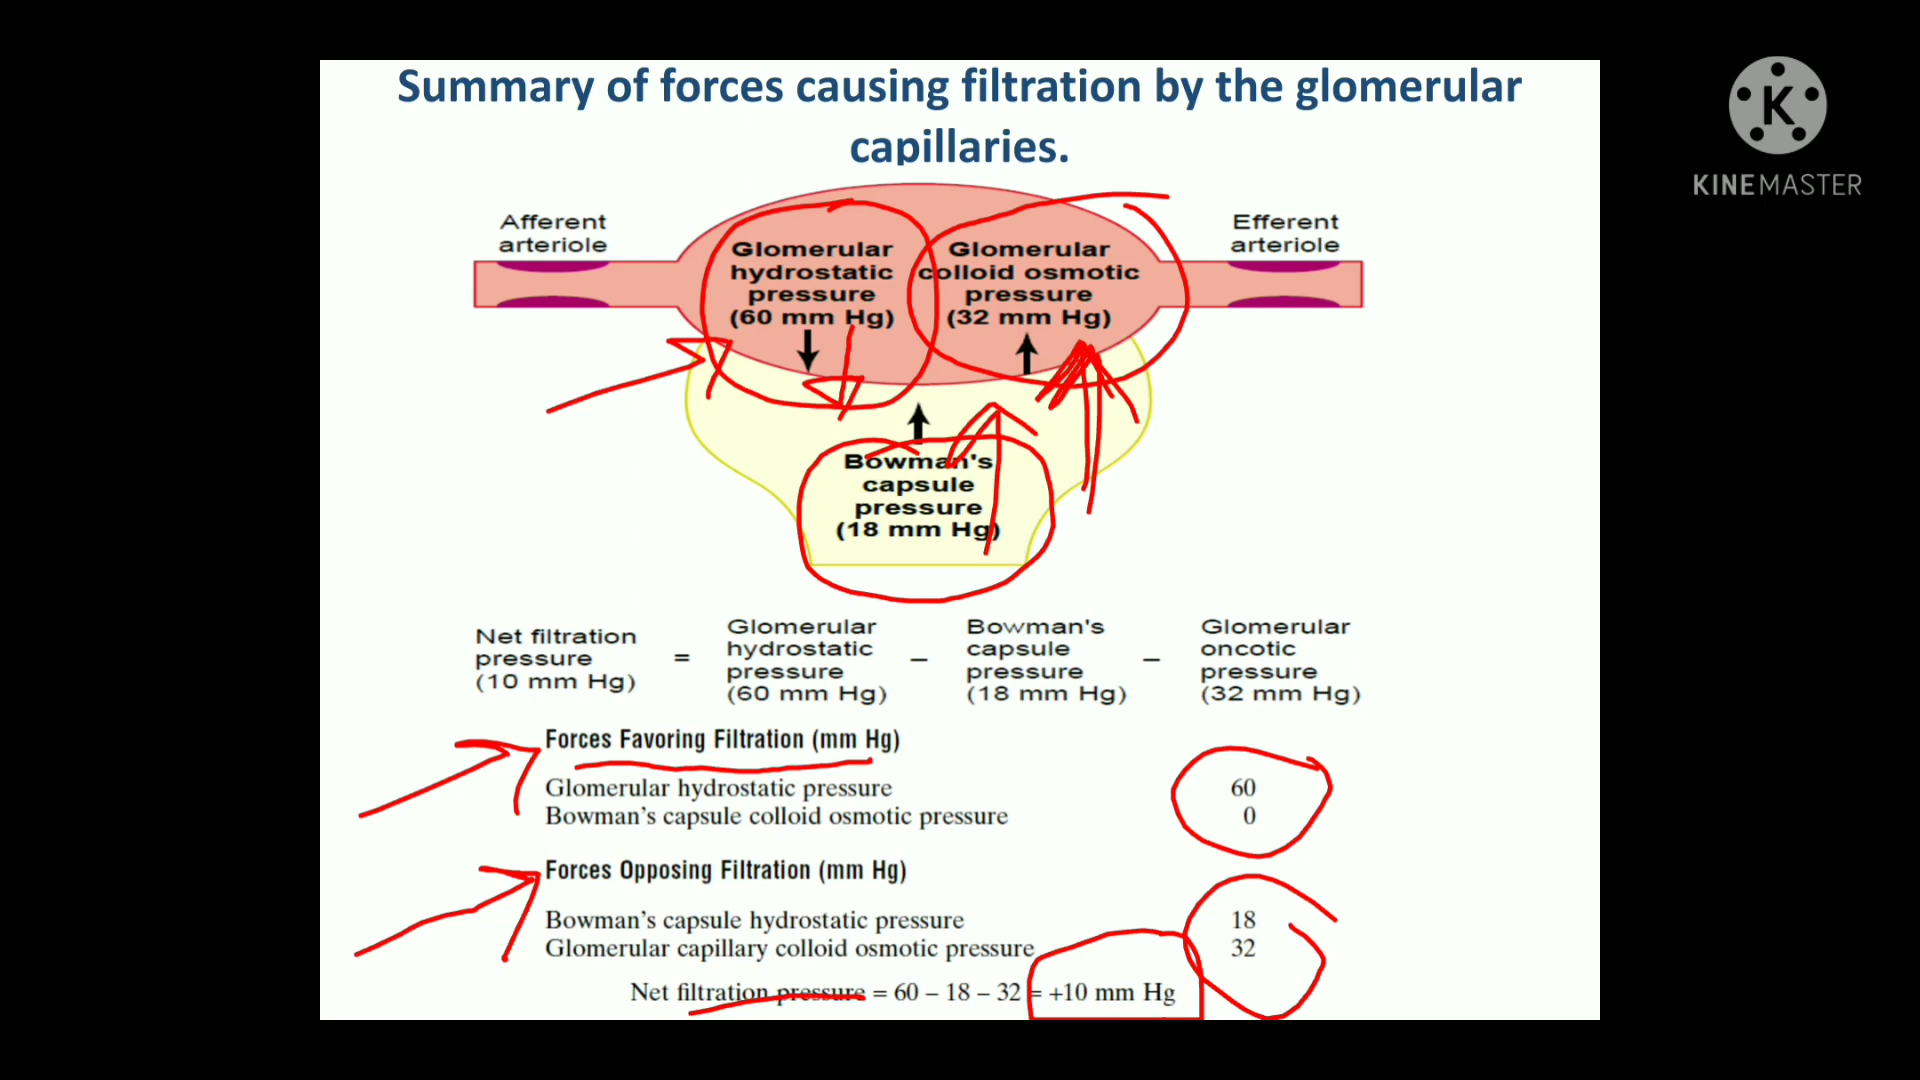 Summary of forces causing filtration by the glomerular
capillaries.
K
KINEMASTER
Afferent
arteriole
Glomerular
hydrostatic
pressure
(60 mm Hg)
Glomerular
colloid osmotic
pressure
(32 mm Hg)
Efferent
arteriole
Bowman's
capsule
pressure
(18 mm Hg)
Net filtration
pressure
(10 mm Hg)
=
Glomerular
hydrostatic
pressure
(60 mm Hg)
–
Bowman's
capsule
pressure
(18 mm Hg)
–
Glomerular
oncotic
pressure
(32 mm Hg)
Forces Favoring Filtration (mm Hg)
Glomerular hydrostatic pressure 60
Bowman's capsule colloid osmotic pressure 0
Forces Opposing Filtration (mm Hg)
Bowman's capsule hydrostatic pressure 18
Glomerular capillary colloid osmotic pressure 32
Net filtration pressure = 60 – 18 – 32 = +10 mm Hg